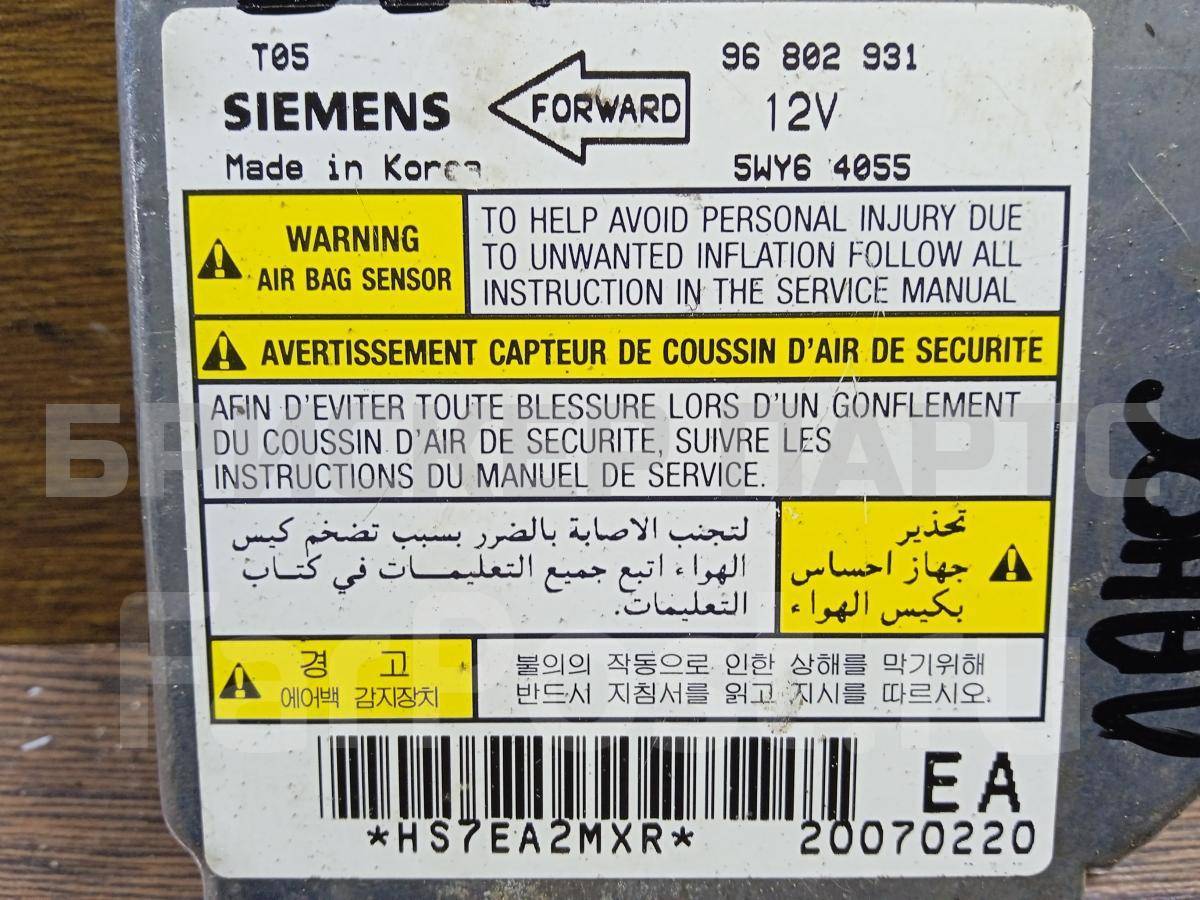 T05
96 802 931
SIEMENS
FORWARD
12V
Made in Korea
5WY6 4055
WARNING
AIR BAG SENSOR
TO HELP AVOID PERSONAL INJURY DUE
TO UNWANTED INFLATION FOLLOW ALL
INSTRUCTION IN THE SERVICE MANUAL
AVERTISSEMENT CAPTEUR DE COUSSIN D'AIR DE SECURITE
AFIN D'EVITER TOUTE BLESSURE LORS D'UN GONFLEMENT
DU COUSSIN D'AIR DE SECURITE, SUIVRE LES
INSTRUCTIONS DU MANUEL DE SERVICE.
تحذير
جهاز احساس
بكيس الهواء
لتجنب الاصابة بالضرر بسبب تضخم كيس
الهواء اتبع جميع التعليمات في كتاب
التعليمات.
경 고
에어백 감지장치
불의의 작동으로 인한 상해를 막기위해
반드서 지침서를 읽고 지시를 따르시오.
EA
*HS7EA2MXR*
20070220
ЛАНОС
БРИСКЕР ПАРТС
FarPost.ru